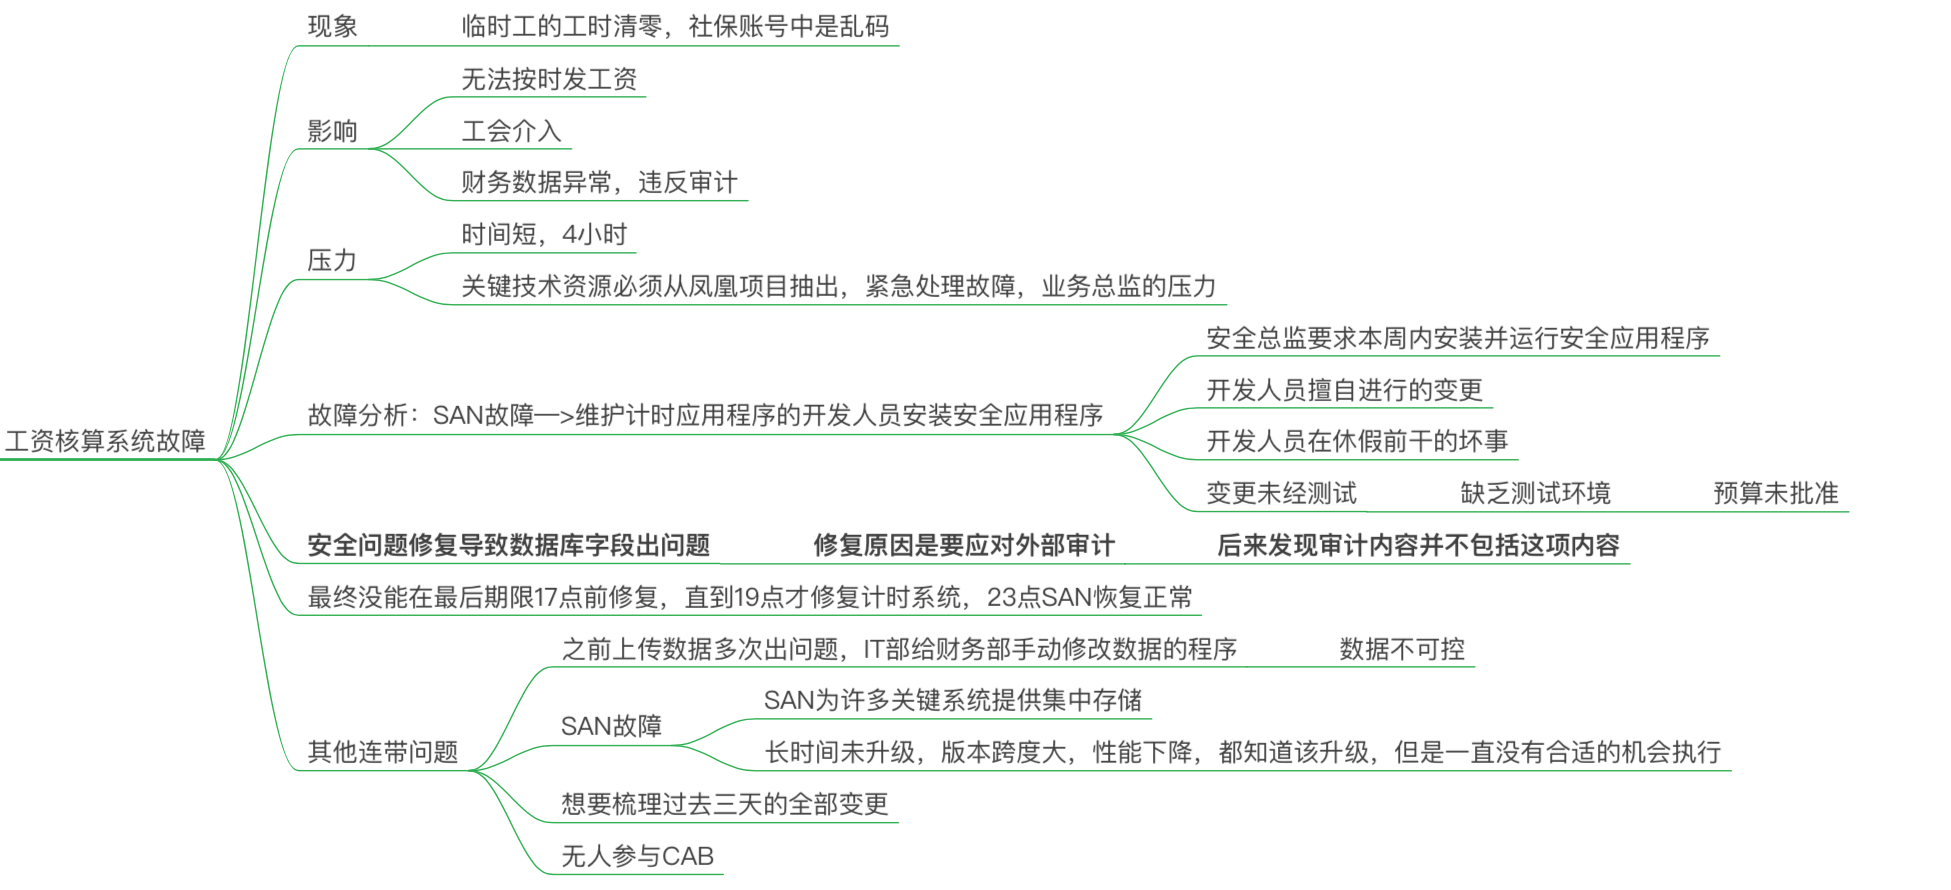 工资核算系统故障
现象
临时工的工时清零，社保账号中是乱码
影响
无法按时发工资
工会介入
财务数据异常，违反审计
压力
时间短，4小时
关键技术资源必须从凤凰项目抽出，紧急处理故障，业务总监的压力
故障分析：SAN故障—>维护计时应用程序的开发人员安装安全应用程序
安全总监要求本周内安装并运行安全应用程序
开发人员擅自进行的变更
开发人员在休假前干的坏事
变更未经测试
缺乏测试环境
预算未批准
安全问题修复导致数据库字段出问题
修复原因是要应对外部审计
后来发现审计内容并不包括这项内容
最终没能在最后期限17点前修复，直到19点才修复计时系统，23点SAN恢复正常
其他连带问题
之前上传数据多次出问题，IT部给财务部手动修改数据的程序
数据不可控
SAN故障
SAN为许多关键系统提供集中存储
长时间未升级，版本跨度大，性能下降，都知道该升级，但是一直没有合适的机会执行
想要梳理过去三天的全部变更
无人参与CAB